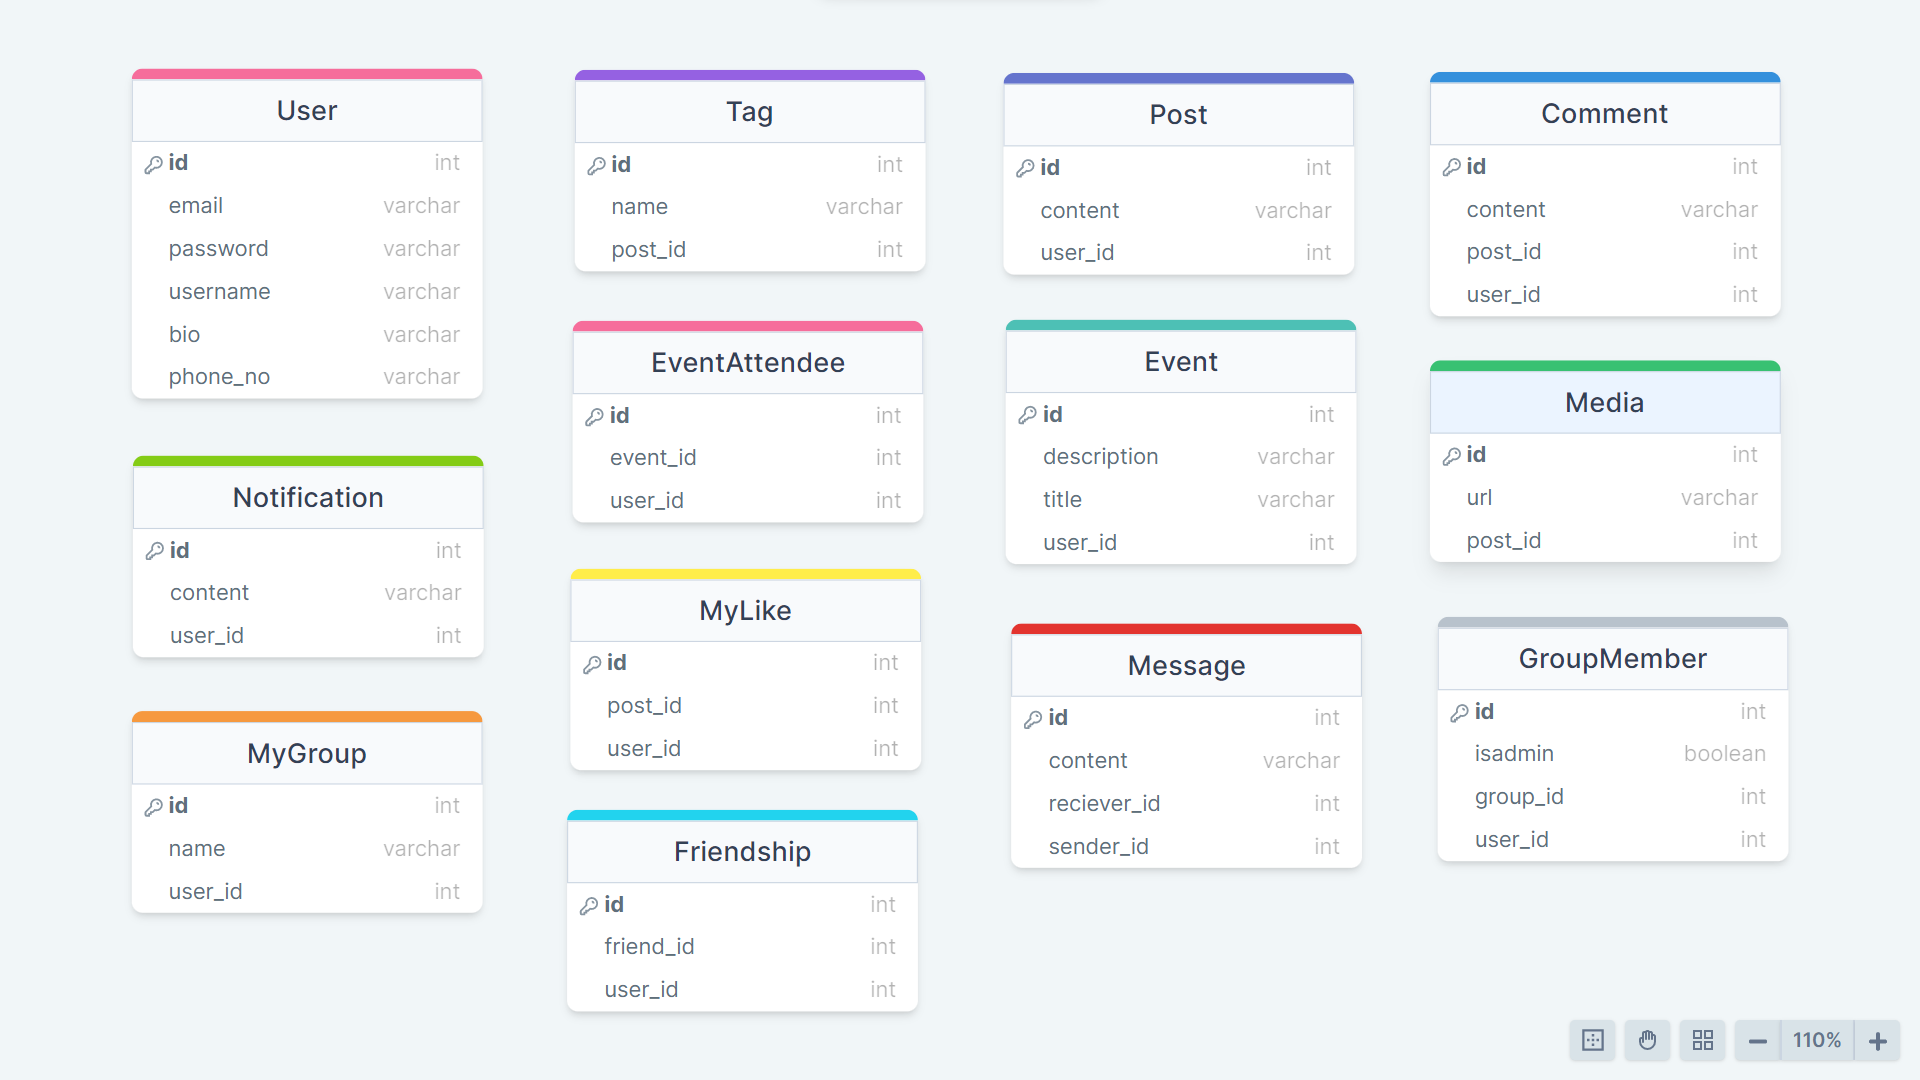 User
id int
email varchar
password varchar
username varchar
bio varchar
phone_no varchar
Notification
id int
content varchar
user_id int
MyGroup
id int
name varchar
user_id int
Tag
id int
name varchar
post_id int
EventAttendee
id int
event_id int
user_id int
MyLike
id int
post_id int
user_id int
Friendship
id int
friend_id int
user_id int
Post
id int
content varchar
user_id int
Event
id int
description varchar
title varchar
user_id int
Message
id int
content varchar
reciever_id int
sender_id int
Comment
id int
content varchar
post_id int
user_id int
Media
id int
url varchar
post_id int
GroupMember
id int
isadmin boolean
group_id int
user_id int
110%